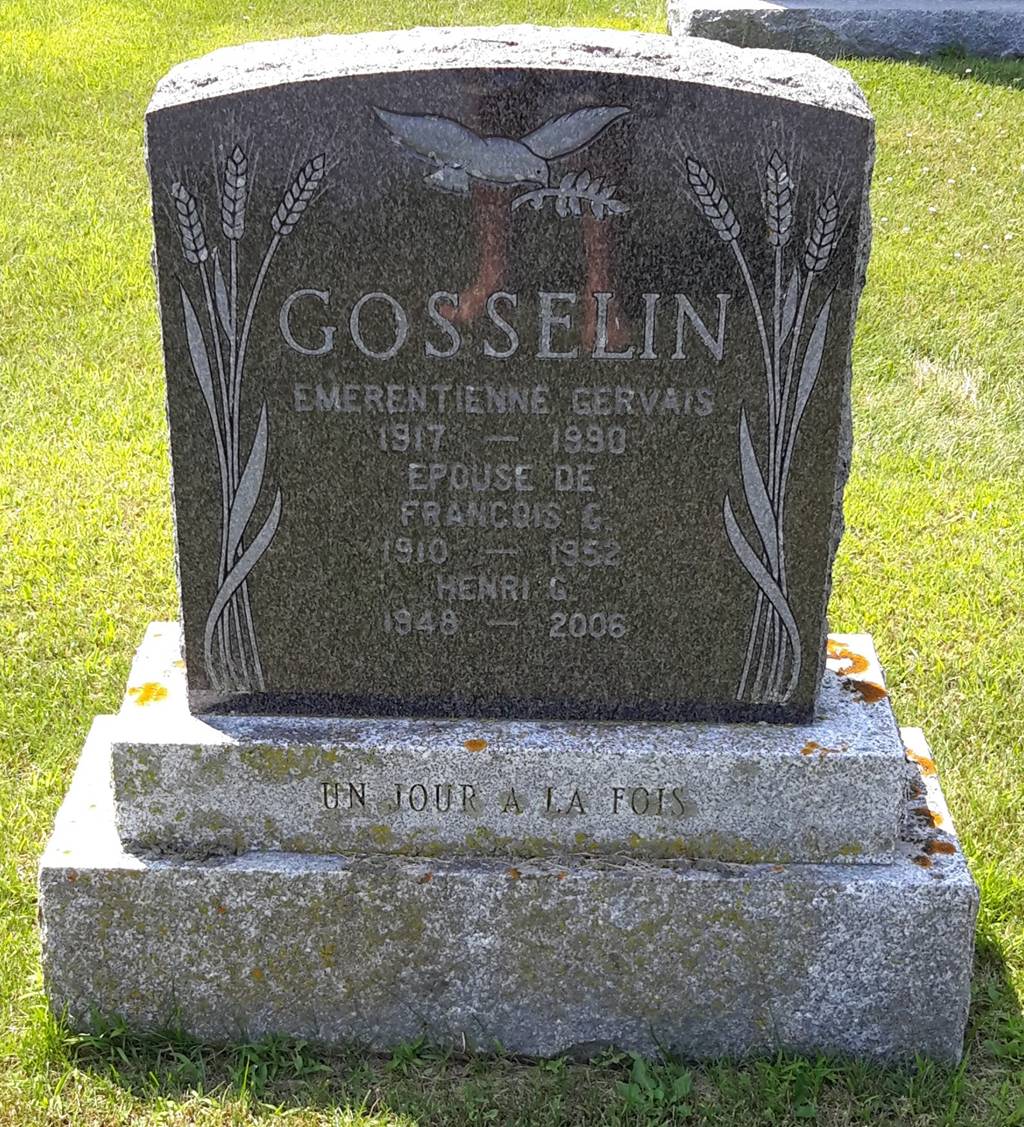 GOSSELIN
EMERENTIENNE GERVAIS
1917 — 1990
EPOUSE DE
FRANCOIS G.
1910 — 1952
HENRI G.
1948 — 2006
UN JOUR A LA FOIS